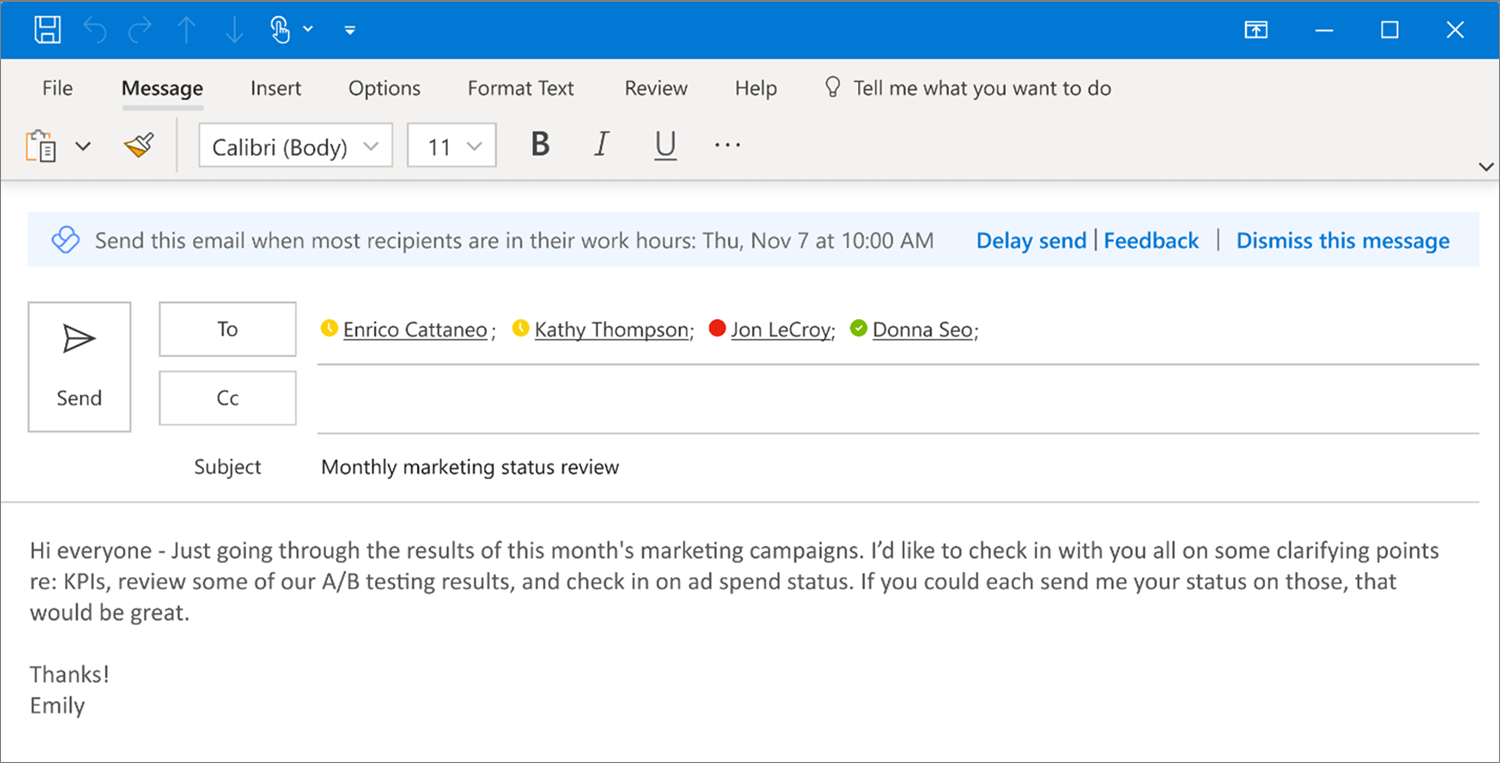 File Message Insert Options Format Text Review Help Tell me what you want to do
Calibri (Body) 11 B I U ...
Send this email when most recipients are in their work hours: Thu, Nov 7 at 10:00 AM Delay send | Feedback | Dismiss this message
To Enrico Cattaneo; Kathy Thompson; Jon LeCroy; Donna Seo;
Send Cc
Subject Monthly marketing status review
Hi everyone - Just going through the results of this month's marketing campaigns. I’d like to check in with you all on some clarifying points
re: KPIs, review some of our A/B testing results, and check in on ad spend status. If you could each send me your status on those, that
would be great.
Thanks!
Emily